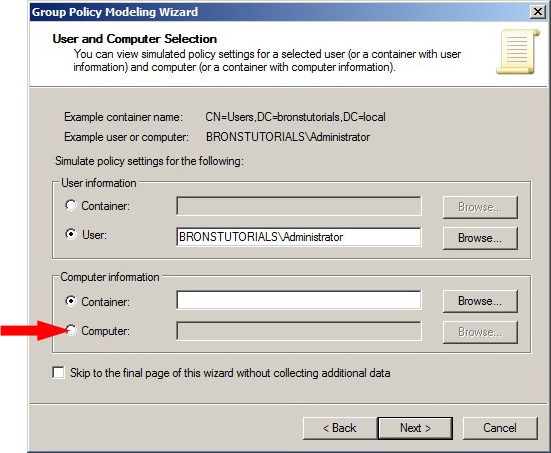 Group Policy Modeling Wizard
User and Computer Selection
You can view simulated policy settings for a selected user (or a container with user
information) and computer (or a container with computer information).
Example container name: CN=Users,DC=bronstutorials,DC=local
Example user or computer: BRONSTUTORIALS\Administrator
Simulate policy settings for the following:
User information
Container: Browse...
User: BRONSTUTORIALS\Administrator Browse...
Computer information
Container: Browse...
Computer: Browse...
Skip to the final page of this wizard without collecting additional data
< Back Next > Cancel